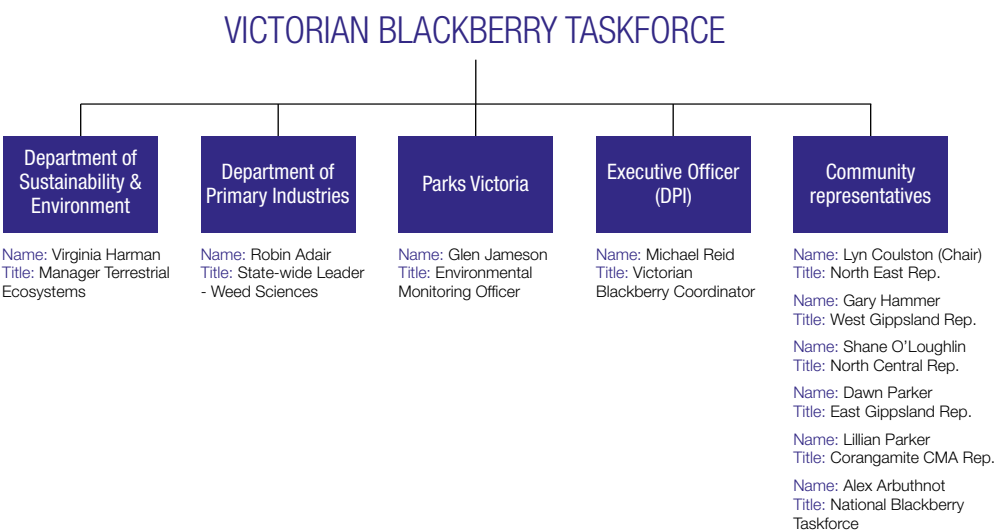 VICTORIAN BLACKBERRY TASKFORCE
Department of
Sustainability &
Environment
Name: Virginia Harman
Title: Manager Terrestrial
Ecosystems
Department of
Primary Industries
Name: Robin Adair
Title: State-wide Leader
- Weed Sciences
Parks Victoria
Name: Glen Jameson
Title: Environmental
Monitoring Officer
Executive Officer
(DPI)
Name: Michael Reid
Title: Victorian
Blackberry Coordinator
Community
representatives
Name: Lyn Coulston (Chair)
Title: North East Rep.
Name: Gary Hammer
Title: West Gippsland Rep.
Name: Shane O'Loughlin
Title: North Central Rep.
Name: Dawn Parker
Title: East Gippsland Rep.
Name: Lillian Parker
Title: Corangamite CMA Rep.
Name: Alex Arbuthnot
Title: National Blackberry
Taskforce